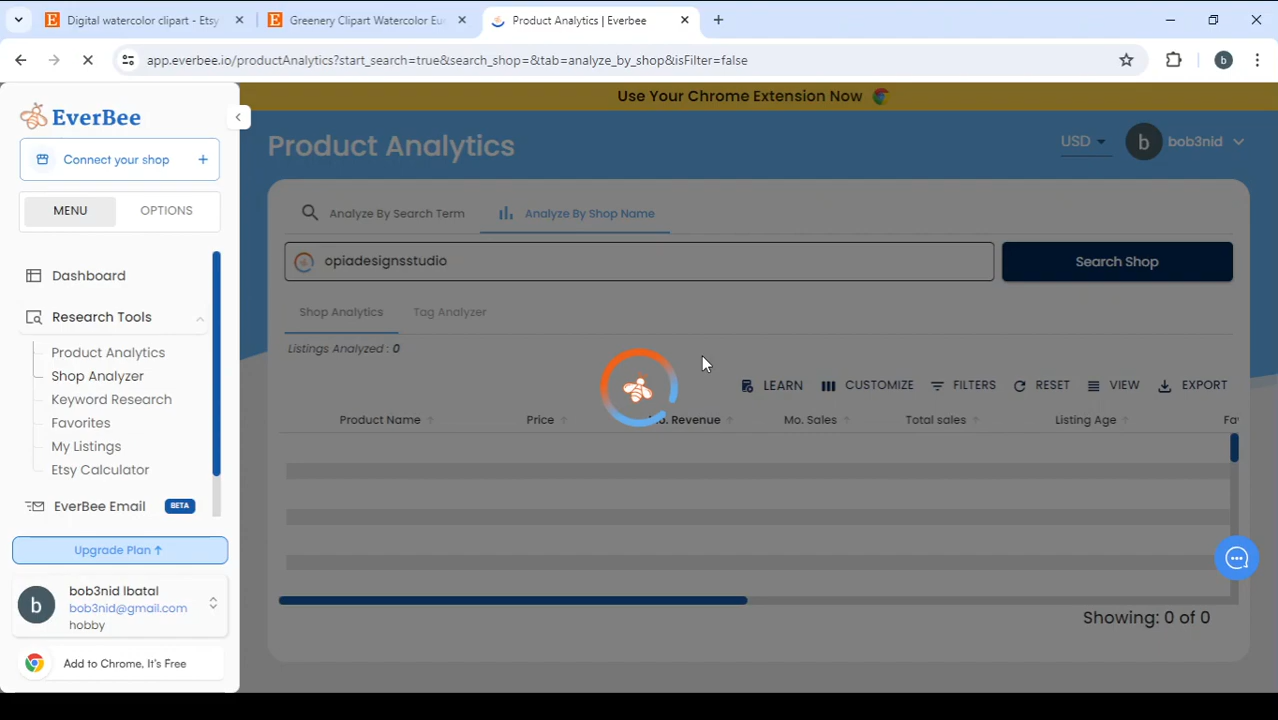 Digital watercolor clipart - Etsy
Greenery Clipart Watercolor Eu
Product Analytics | Everbee
app.everbee.io/productAnalytics?start_search=true&search_shop=&tab=analyze_by_shop&isFilter=false
b
EverBee
Connect your shop +
MENU OPTIONS
Dashboard
Research Tools
Product Analytics
Shop Analyzer
Keyword Research
Favorites
My Listings
Etsy Calculator
EverBee Email BETA
Upgrade Plan ↑
b
bob3nid Ibatal
bob3nid@gmail.com
hobby
Add to Chrome, It's Free
Use Your Chrome Extension Now
Product Analytics
USD b bob3nid
Analyze By Search Term Analyze By Shop Name
opiadesignsstudio Search Shop
Shop Analytics Tag Analyzer
Listings Analyzed : 0
LEARN CUSTOMIZE FILTERS RESET VIEW EXPORT
Product Name Price Mo. Revenue Mo. Sales Total sales Listing Age Fa
Showing: 0 of 0